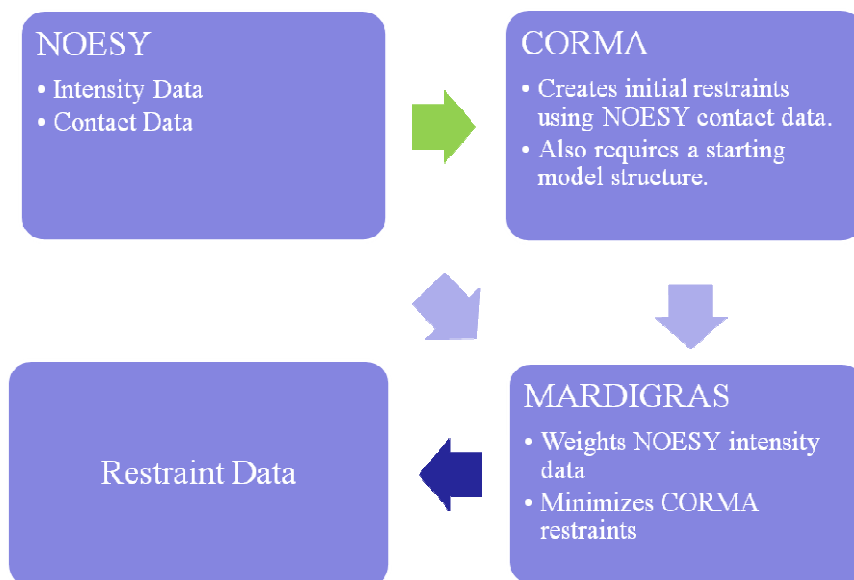 NOESY
• Intensity Data
• Contact Data
CORMA
• Creates initial restraints
using NOESY contact data.
• Also requires a starting
model structure.
Restraint Data
MARDIGRAS
• Weights NOESY intensity
data
• Minimizes CORMA
restraints